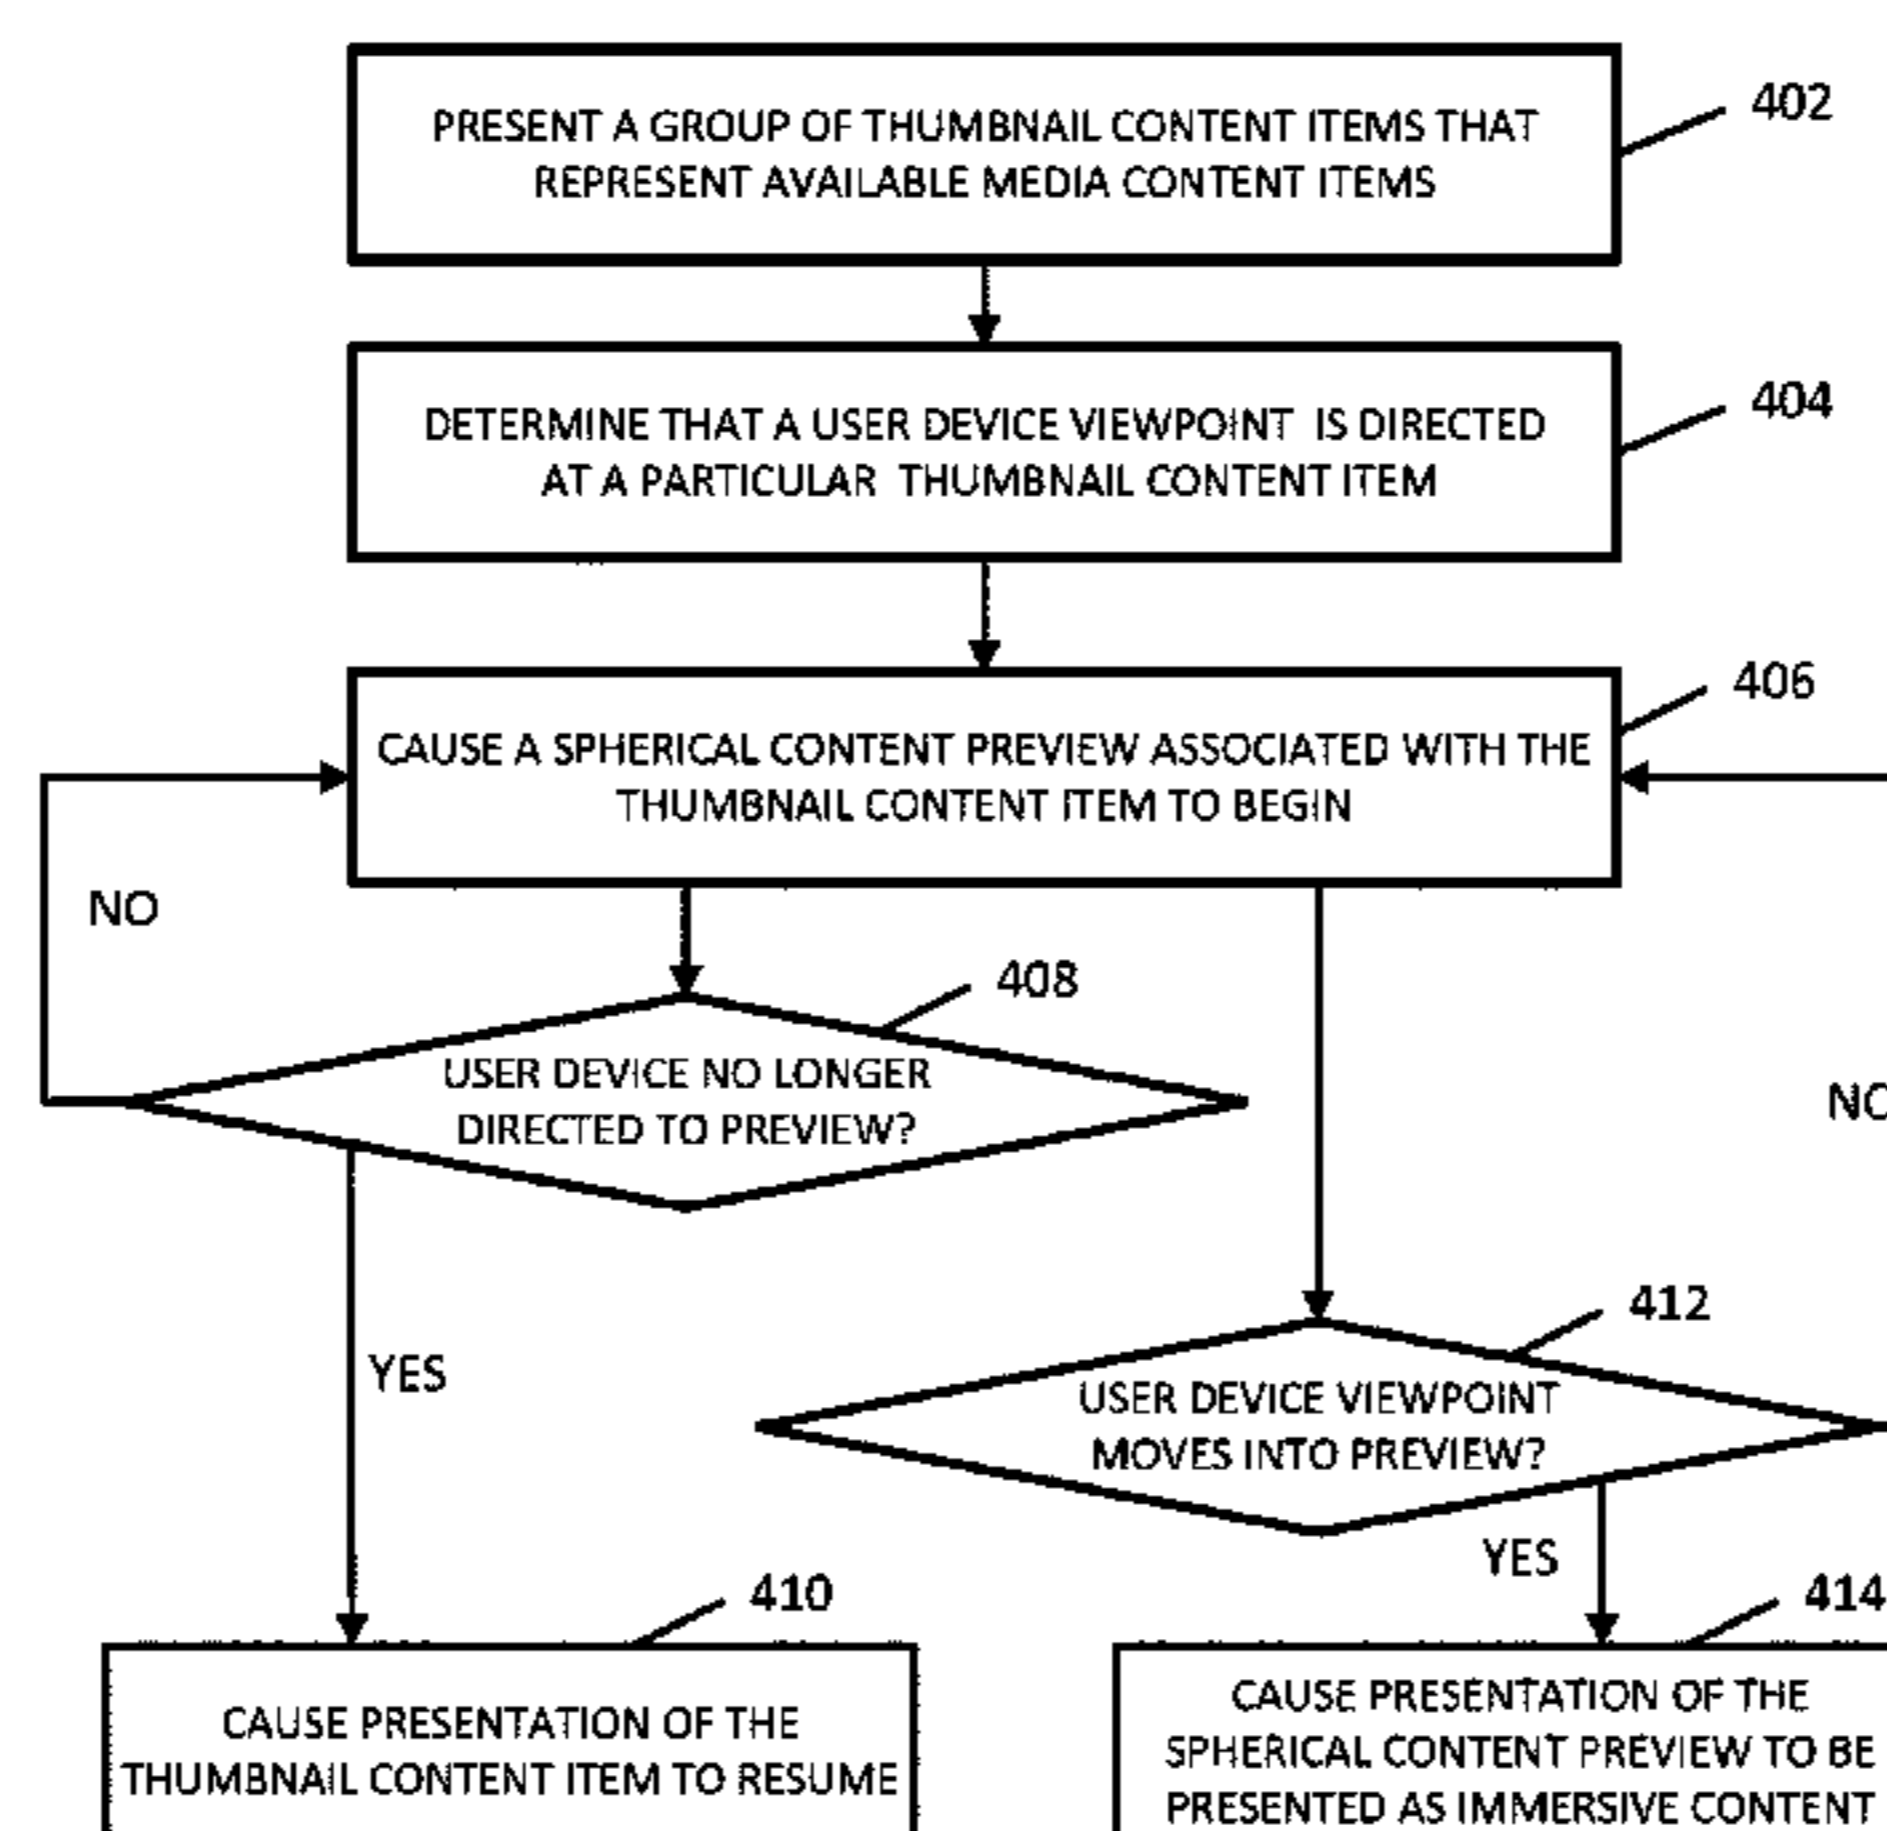 402
PRESENT A GROUP OF THUMBNAIL CONTENT ITEMS THAT
REPRESENT AVAILABLE MEDIA CONTENT ITEMS
404
DETERMINE THAT A USER DEVICE VIEWPOINT IS DIRECTED
AT A PARTICULAR THUMBNAIL CONTENT ITEM
406
CAUSE A SPHERICAL CONTENT PREVIEW ASSOCIATED WITH THE
THUMBNAIL CONTENT ITEM TO BEGIN
NO
408
USER DEVICE NO LONGER
DIRECTED TO PREVIEW?
NO
YES
412
USER DEVICE VIEWPOINT
MOVES INTO PREVIEW?
YES
410
CAUSE PRESENTATION OF THE
THUMBNAIL CONTENT ITEM TO RESUME
414
CAUSE PRESENTATION OF THE
SPHERICAL CONTENT PREVIEW TO BE
PRESENTED AS IMMERSIVE CONTENT